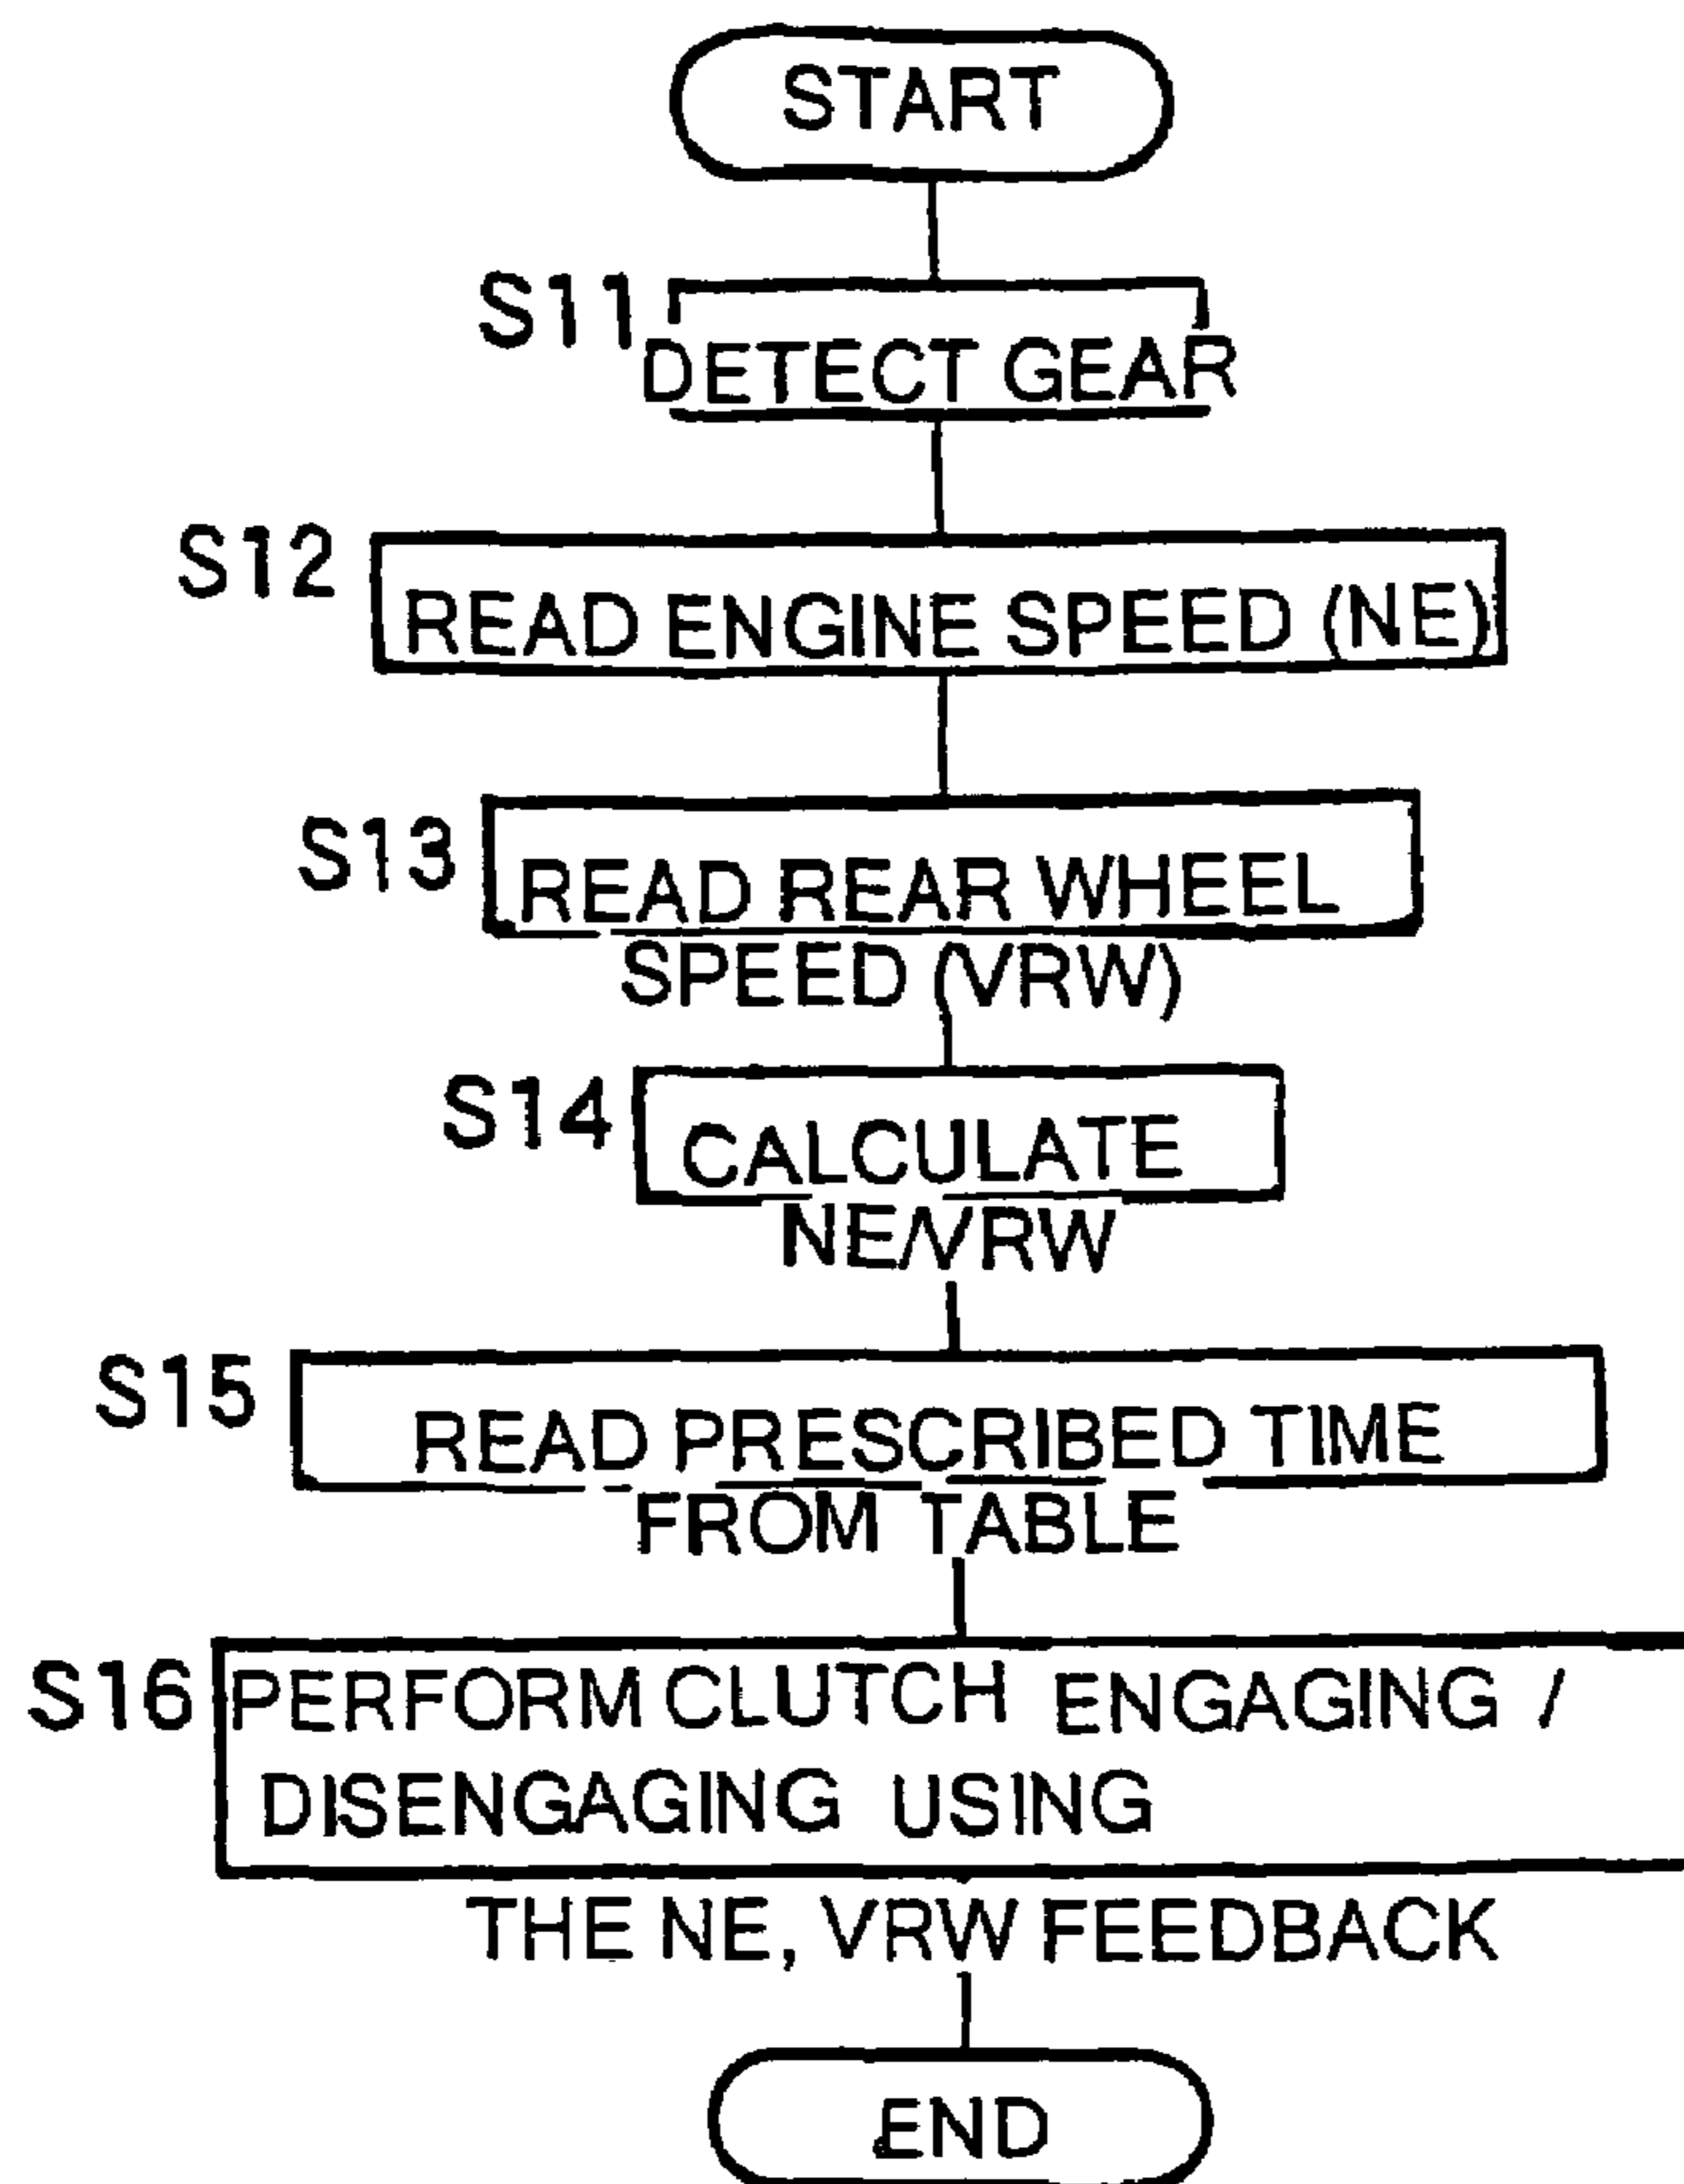 START
S11
DETECT GEAR
S12
READ ENGINE SPEED (NE)
S13
READ REAR WHEEL
SPEED (VRW)
S14
CALCULATE
NE/VRW
S15
READ PRESCRIBED TIME
FROM TABLE
S16
PERFORM CLUTCH ENGAGING /
DISENGAGING USING
THE NE, VRW FEEDBACK
END